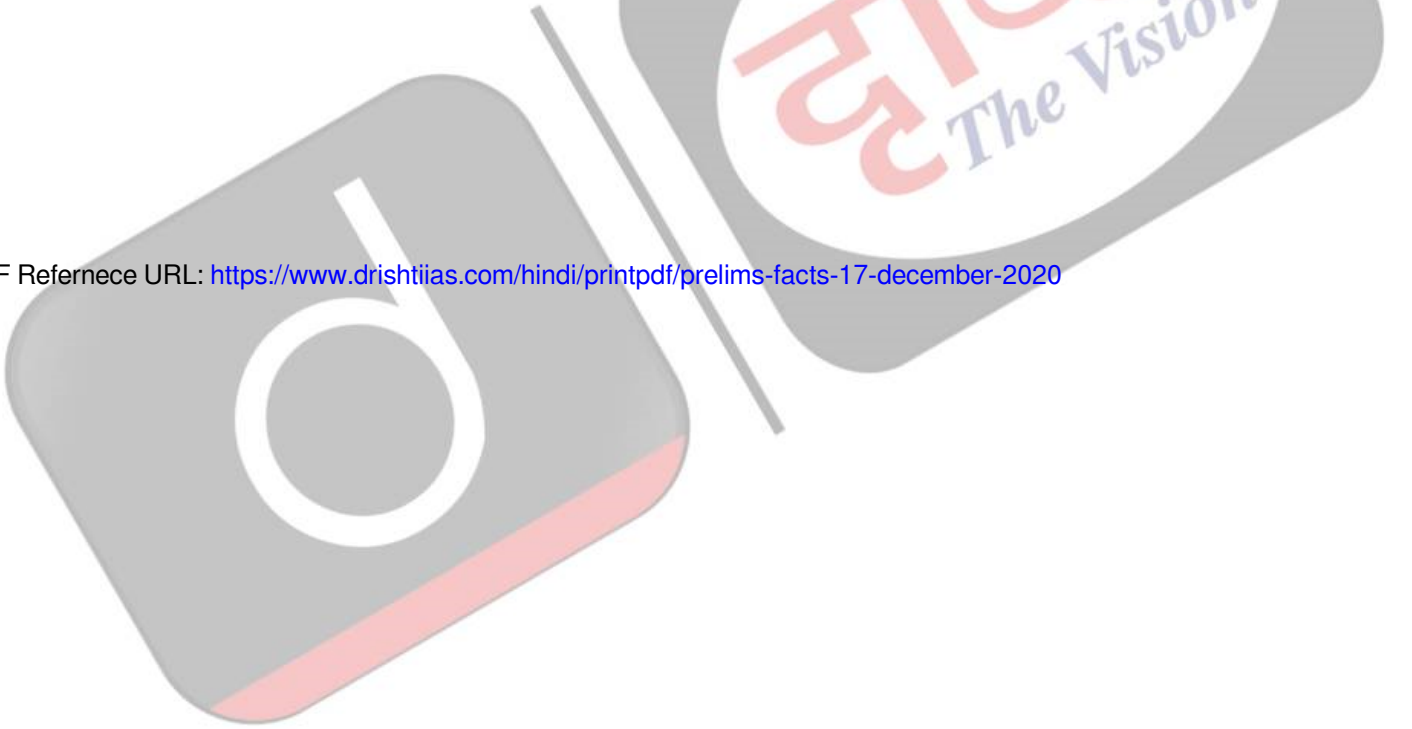 The Vision
F Refernece URL: https://www.drishtiias.com/hindi/printpdf/prelims-facts-17-december-2020
d